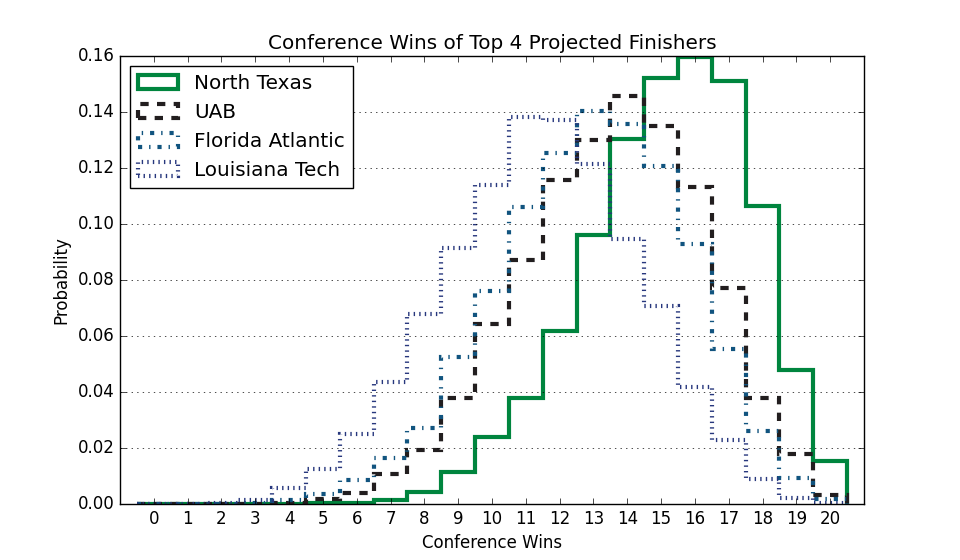 Conference Wins of Top 4 Projected Finishers
0.16
0.14
0.12
0.10
0.08
0.06
0.04
0.02
0.00
Probability
North Texas
UAB
Florida Atlantic
Louisiana Tech
0 1 2 3 4 5 6 7 8 9 10 11 12 13 14 15 16 17 18 19 20
Conference Wins